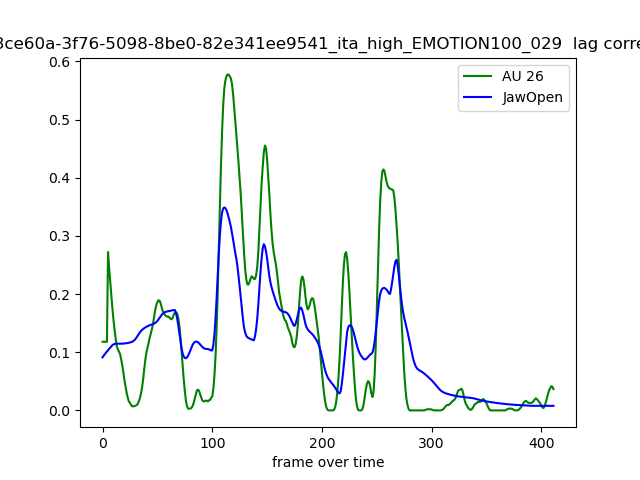 3ce60a-3f76-5098-8be0-82e341ee9541_ita_high_EMOTION100_029 lag corre
AU 26
JawOpen
0.6
0.5
0.4
0.3
0.2
0.1
0.0
0 100 200 300 400
frame over time